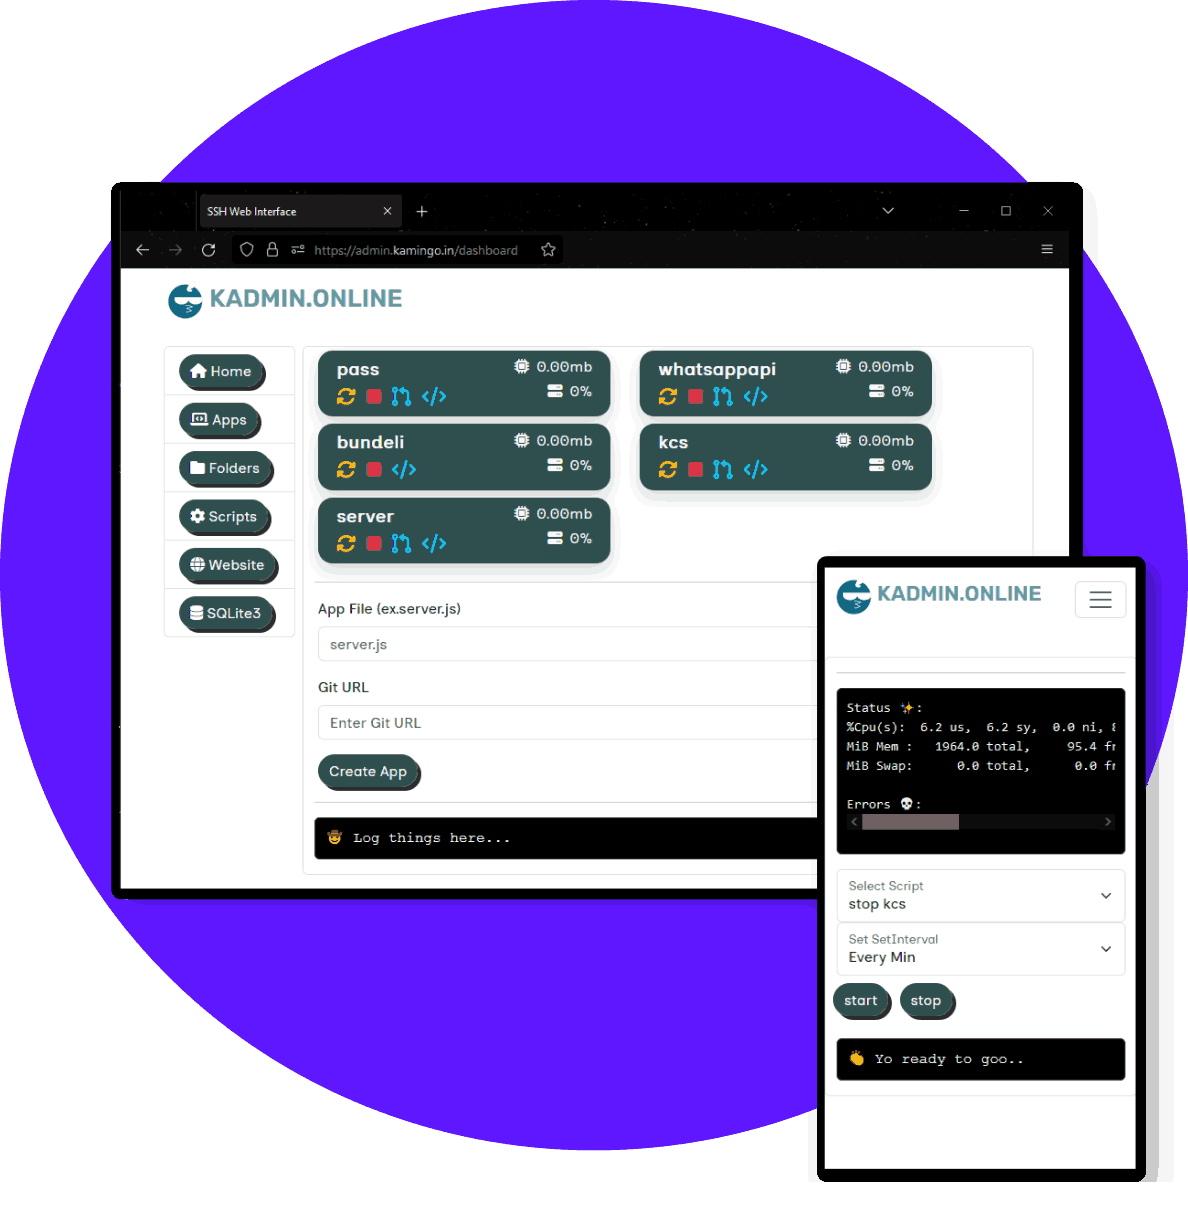 SSH Web Interface
https://admin.kamingo.in/dashboard
KADMIN.ONLINE
Home
Apps
Folders
Scripts
Website
SQLite3
pass 0.00mb
0%
whatsappapi 0.00mb
0%
bundeli 0.00mb
0%
kcs 0.00mb
0%
server 0.00mb
0%
App File (ex.server.js)
server.js
Git URL
Enter Git URL
Create App
🤠 Log things here...
KADMIN.ONLINE
Status ✨:
%Cpu(s): 6.2 us, 6.2 sy, 0.0 ni,
MiB Mem : 1964.0 total, 95.4 fr
MiB Swap: 0.0 total, 0.0 fr
Errors 💀:
Select Script
stop kcs
Set SetInterval
Every Min
start stop
👏 Yo ready to goo..